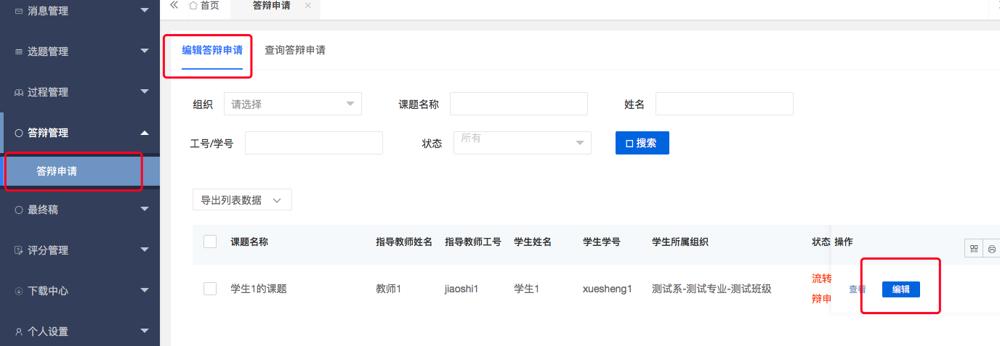 消息管理
选题管理
过程管理
答辩管理
答辩申请
最终稿
评分管理
下载中心
个人设置
首页
答辩申请
编辑答辩申请
查询答辩申请
组织
请选择
课题名称
姓名
工号/学号
状态
所有
搜索
导出列表数据
课题名称 指导教师姓名 指导教师工号 学生姓名 学生学号 学生所属组织 状态 操作
学生1的课题 教师1 jiaoshi1 学生1 xuesheng1 测试系-测试专业-测试班级 流转
辩申
查看 编辑